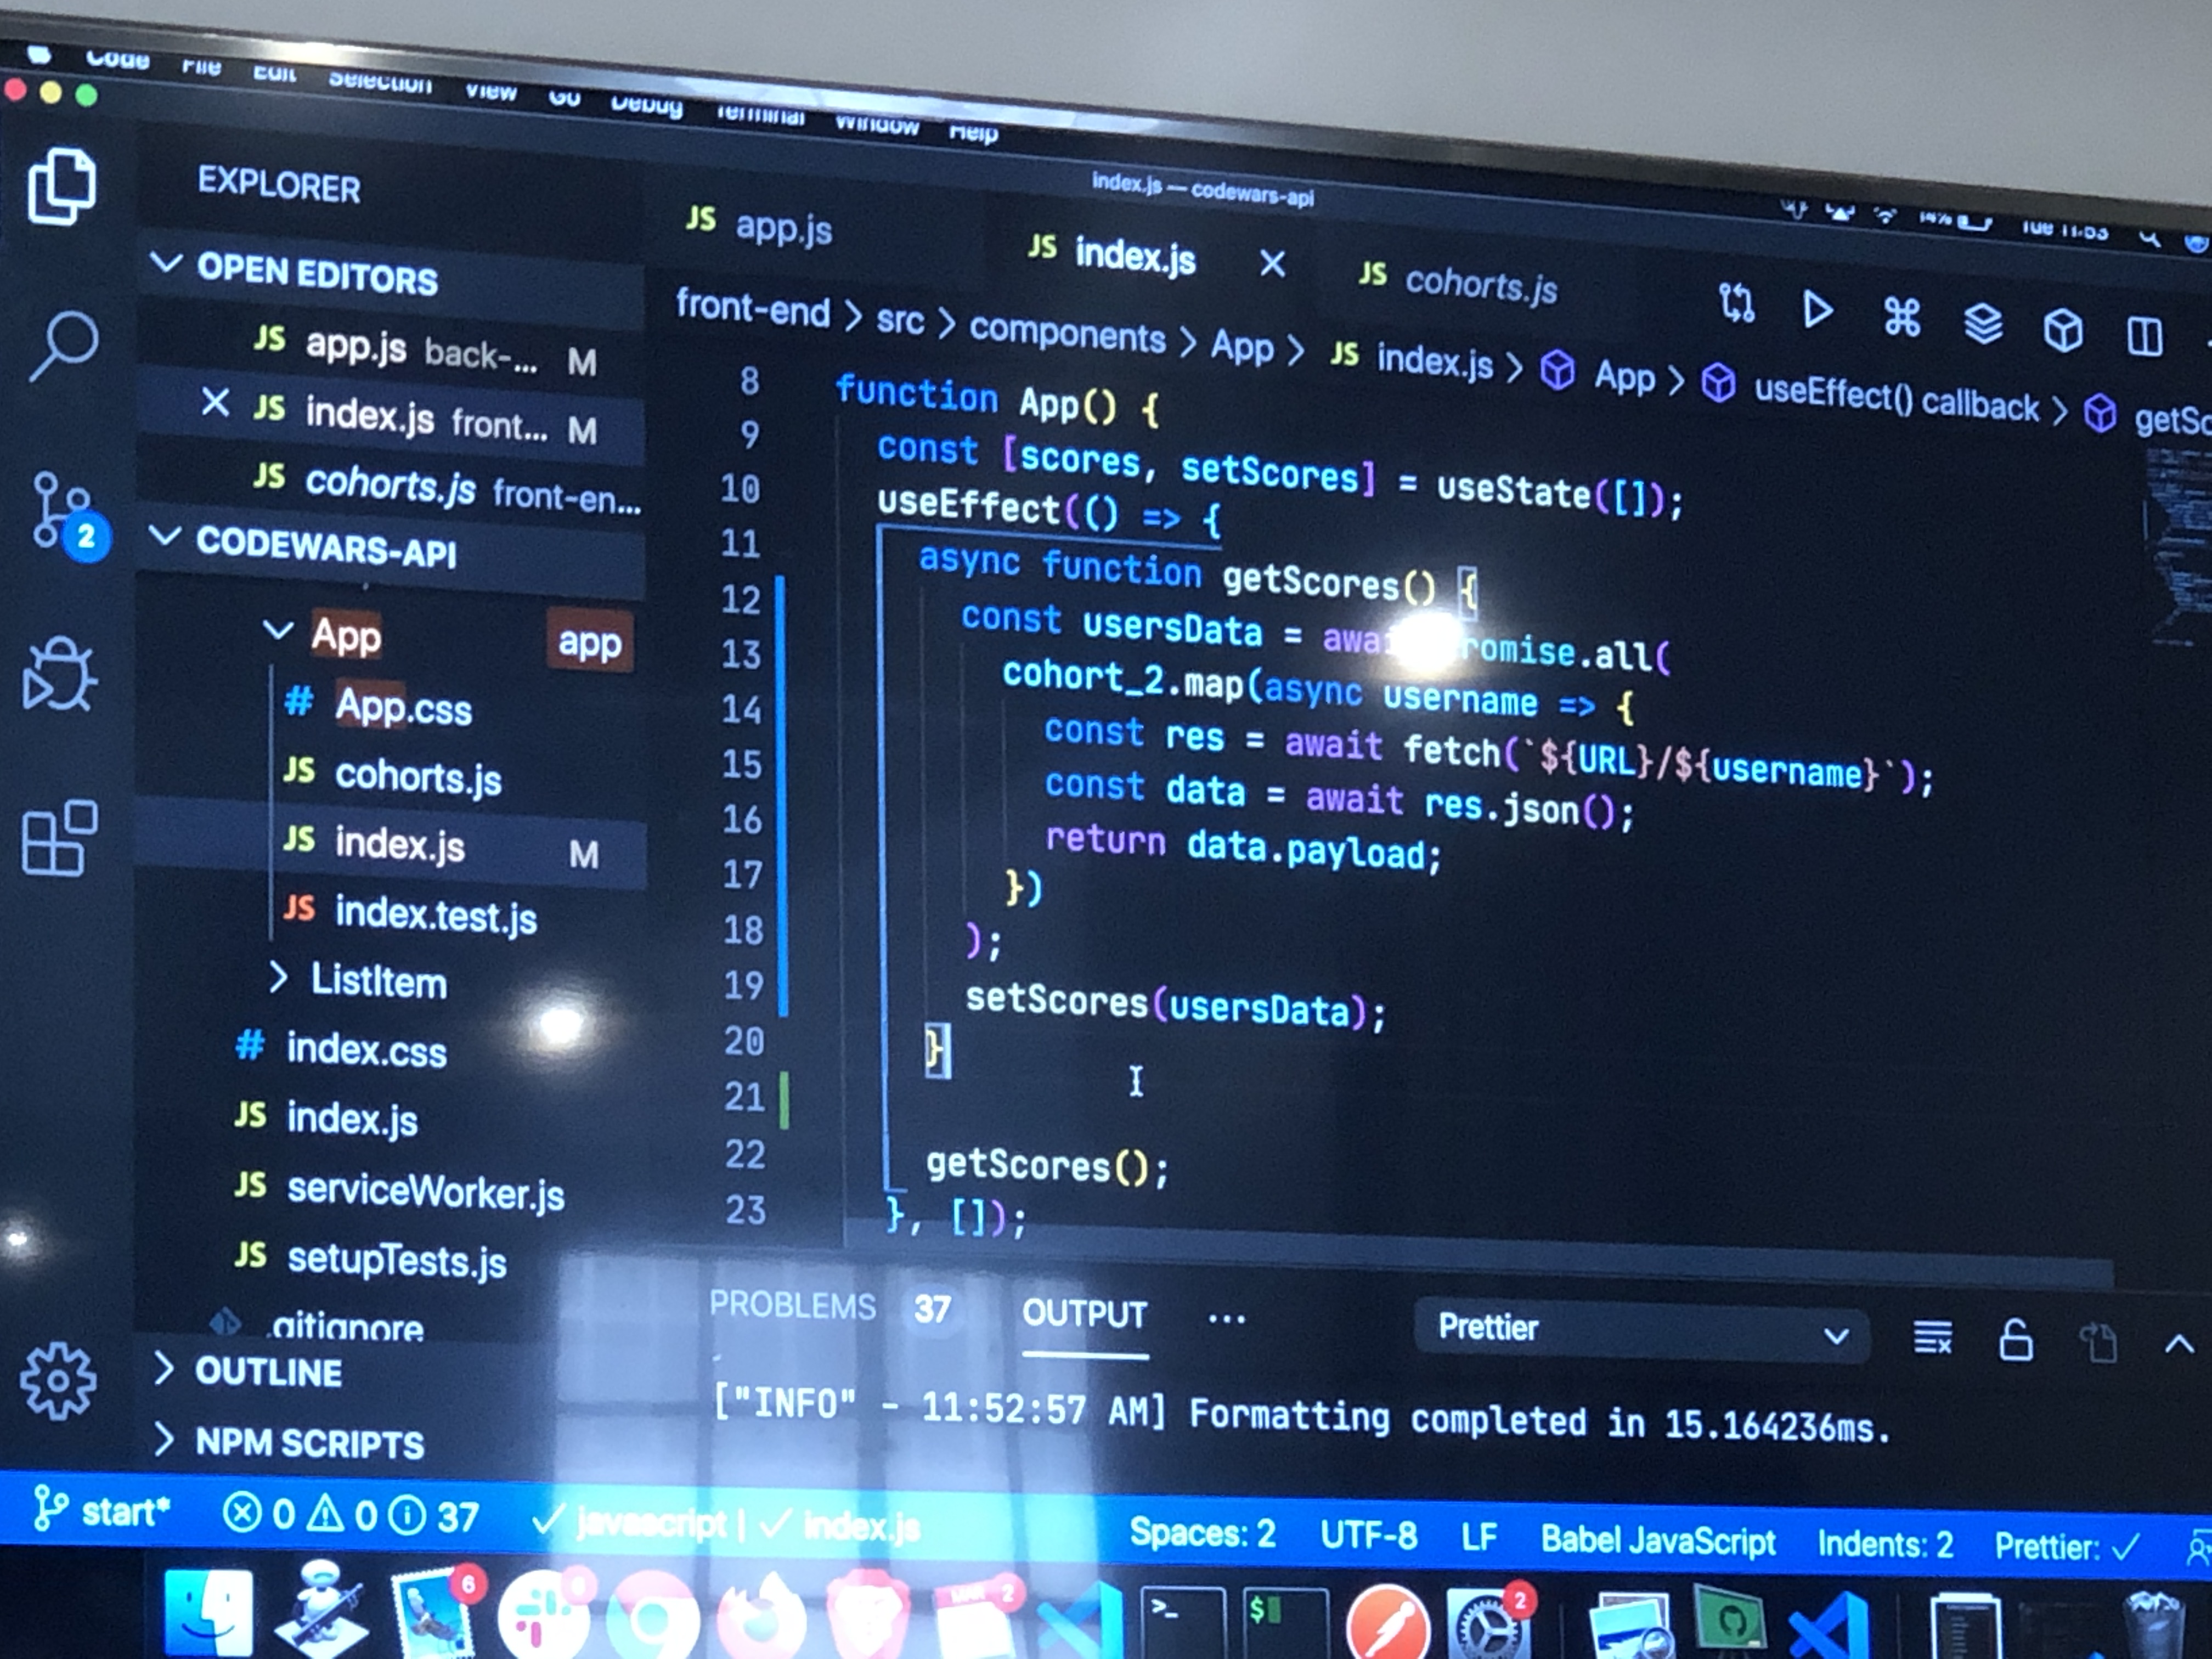 Code File Edit Selection View Go Debug Terminal Window Help
14% Tue 11:53
index.js — codewars-api
EXPLORER
OPEN EDITORS
JS app.js back-... M
JS index.js front... M
JS cohorts.js front-en...
CODEWARS-API
App app
# App.css
JS cohorts.js
JS index.js M
JS index.test.js
ListItem
# index.css
JS index.js
JS serviceWorker.js
JS setupTests.js
.gitignore
OUTLINE
NPM SCRIPTS
2
JS app.js JS index.js JS cohorts.js
front-end > src > components > App > JS index.js > App > useEffect() callback > getSc
8 function App() {
9 const [scores, setScores] = useState([]);
10 useEffect(() => {
11 async function getScores() {
12 const usersData = awai romise.all(
13 cohort_2.map(async username => {
14 const res = await fetch(`${URL}/${username}`);
15 const data = await res.json();
16 return data.payload;
17 })
18 );
19 setScores(usersData);
20 }
21
22 getScores();
23 }, []);
PROBLEMS 37 OUTPUT ... Prettier
["INFO" - 11:52:57 AM] Formatting completed in 15.164236ms.
start* 0 0 37 javascript | index.js Spaces: 2 UTF-8 LF Babel JavaScript Indents: 2 Prettier:
6 6 MAR 2 >_ $ 2